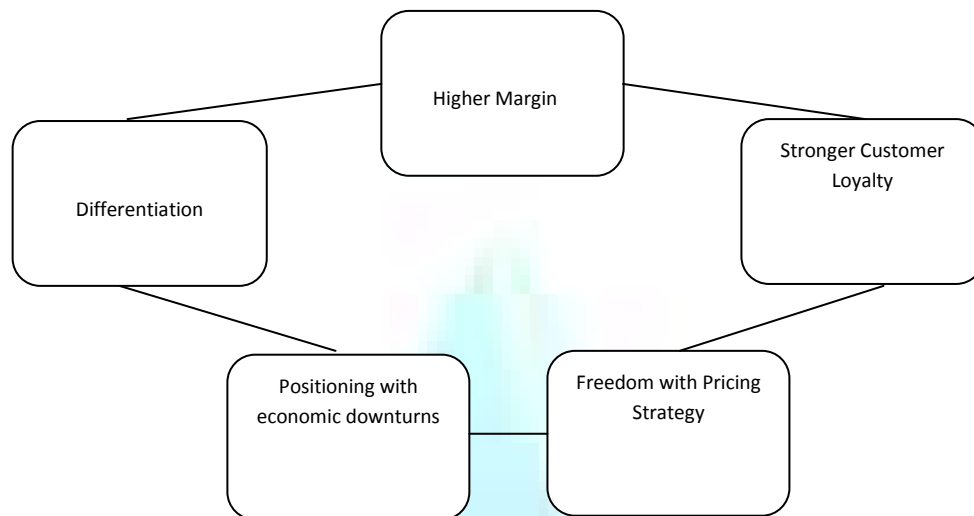 Higher Margin
Stronger Customer
Loyalty
Differentiation
Positioning with
economic downturns
Freedom with Pricing
Strategy